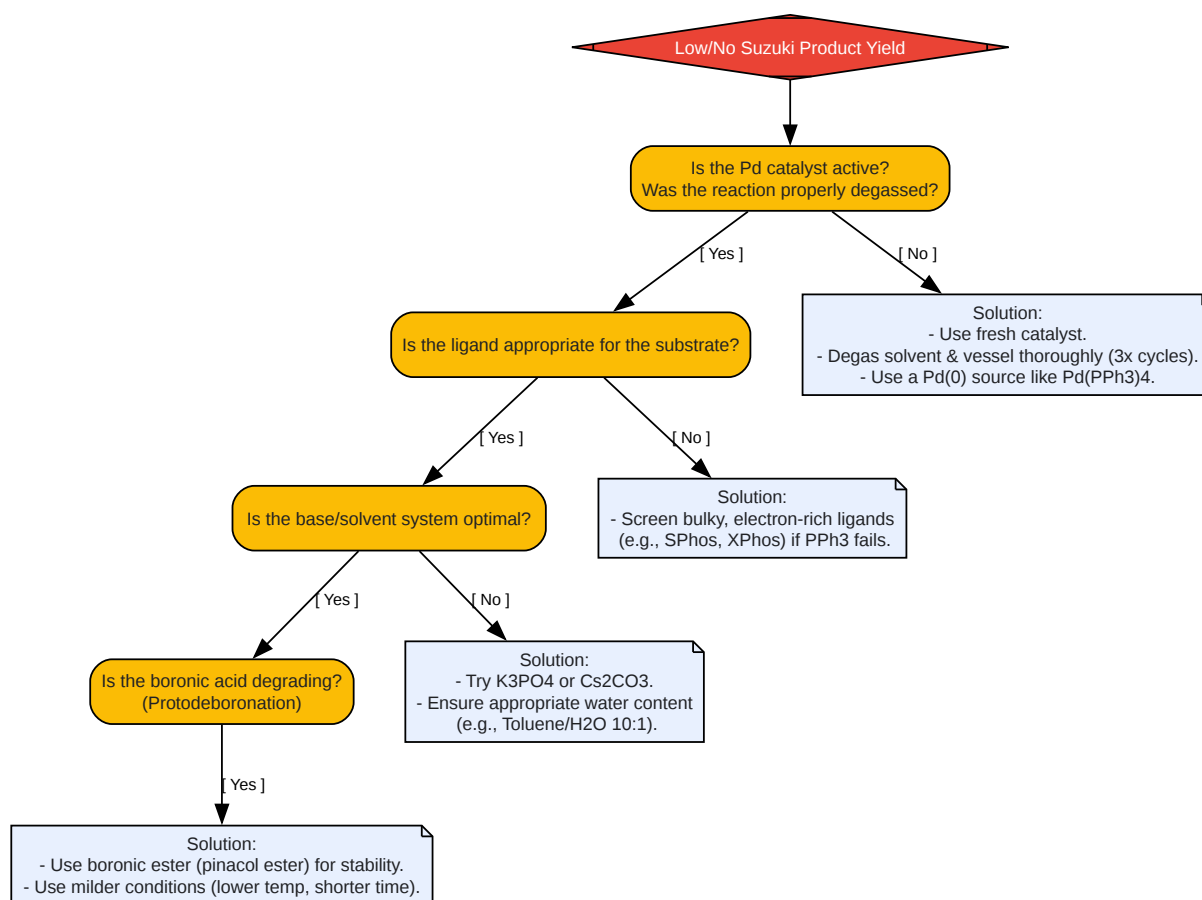 Low/No Suzuki Product Yield
Is the Pd catalyst active?
Was the reaction properly degassed?
[ Yes ]
[ No ]
Solution:
- Use fresh catalyst.
- Degas solvent & vessel thoroughly (3x cycles).
- Use a Pd(0) source like Pd(PPh3)4.
Is the ligand appropriate for the substrate?
[ Yes ]
[ No ]
Solution:
- Screen bulky, electron-rich ligands
(e.g., SPhos, XPhos) if PPh3 fails.
Is the base/solvent system optimal?
[ Yes ]
[ No ]
Solution:
- Try K3PO4 or Cs2CO3.
- Ensure appropriate water content
(e.g., Toluene/H2O 10:1).
Is the boronic acid degrading?
(Protodeboronation)
[ Yes ]
Solution:
- Use boronic ester (pinacol ester) for stability.
- Use milder conditions (lower temp, shorter time).